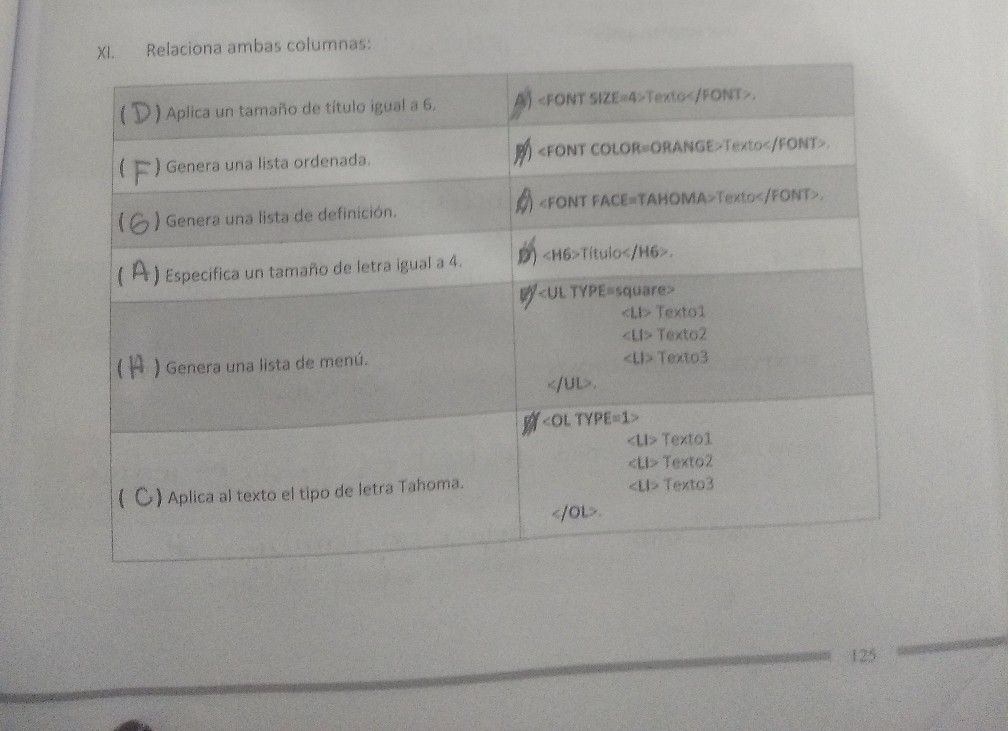 XI. Relaciona ambas columnas:
(D) Aplica un tamaño de título igual a 6.
A) <FONT SIZE=4>Texto</FONT>.
(F) Genera una lista ordenada.
B) <FONT COLOR=ORANGE>Texto</FONT>.
(G) Genera una lista de definición.
C) <FONT FACE=TAHOMA>Texto</FONT>.
(A) Especifica un tamaño de letra igual a 4.
D) <H6>Título</H6>.
(H) Genera una lista de menú.
<UL TYPE=square>
<LI> Texto1
<LI> Texto2
<LI> Texto3
</UL>.
(C) Aplica al texto el tipo de letra Tahoma.
<OL TYPE=1>
<LI> Texto1
<LI> Texto2
<LI> Texto3
</OL>.
125